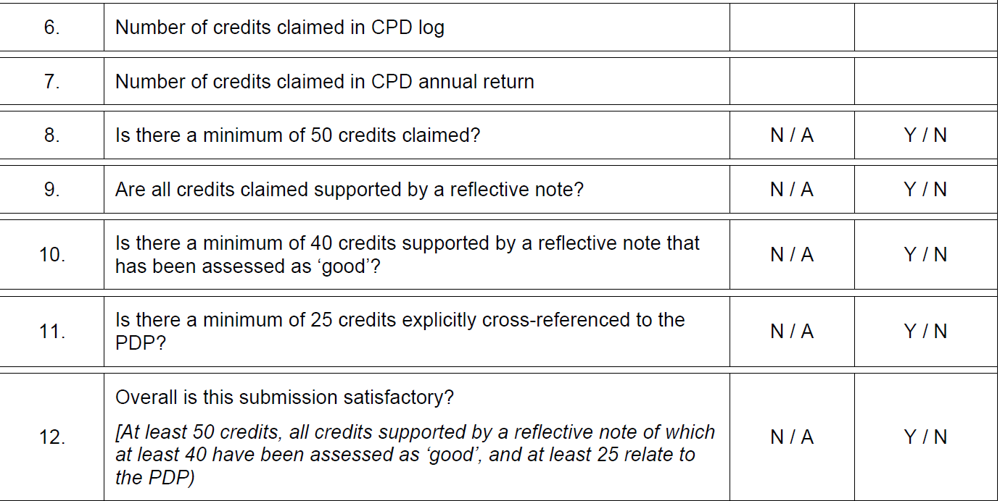 6. Number of credits claimed in CPD log
7. Number of credits claimed in CPD annual return
8. Is there a minimum of 50 credits claimed? N / A Y / N
9. Are all credits claimed supported by a reflective note? N / A Y / N
10. Is there a minimum of 40 credits supported by a reflective note that
has been assessed as ‘good’? N / A Y / N
11. Is there a minimum of 25 credits explicitly cross-referenced to the
PDP? N / A Y / N
12. Overall is this submission satisfactory?
[At least 50 credits, all credits supported by a reflective note of which
at least 40 have been assessed as ‘good’, and at least 25 relate to
the PDP) N / A Y / N